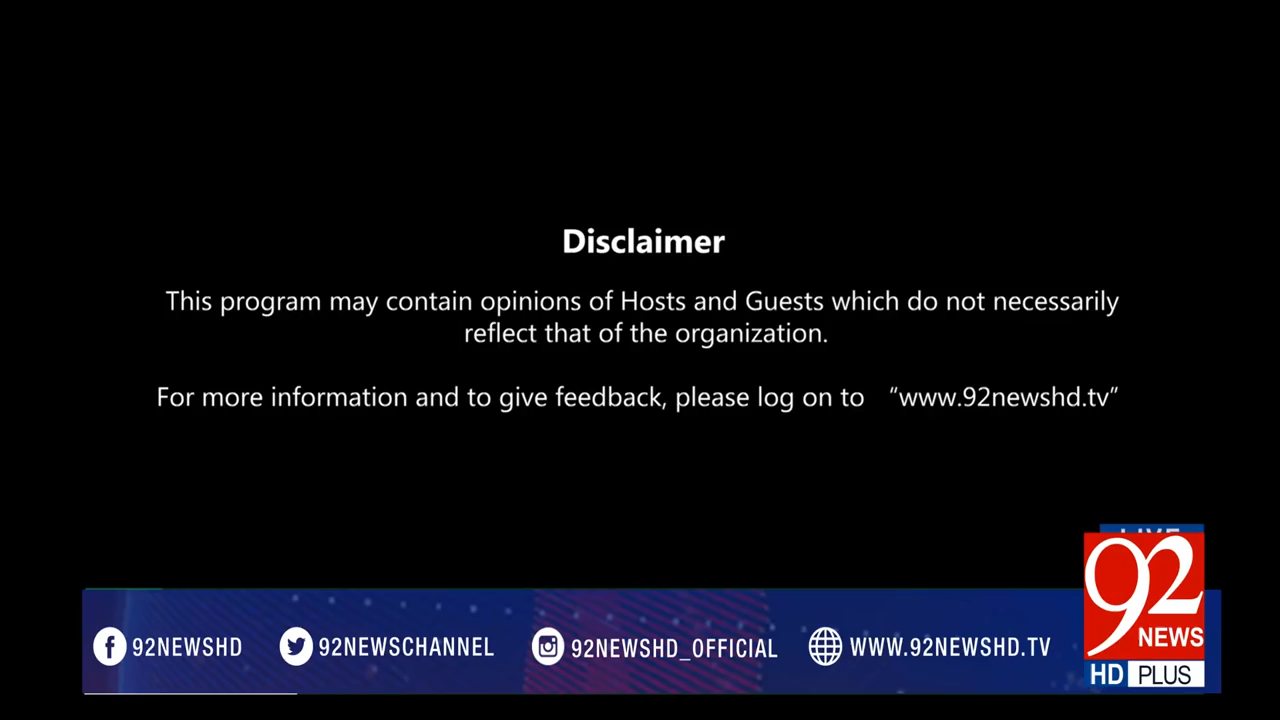 Disclaimer
This program may contain opinions of Hosts and Guests which do not necessarily
reflect that of the organization.
For more information and to give feedback, please log on to “www.92newshd.tv”
LIVE
92NEWSHD
92NEWSCHANNEL
92NEWSHD_OFFICIAL
WWW.92NEWSHD.TV
92
NEWS
HD PLUS